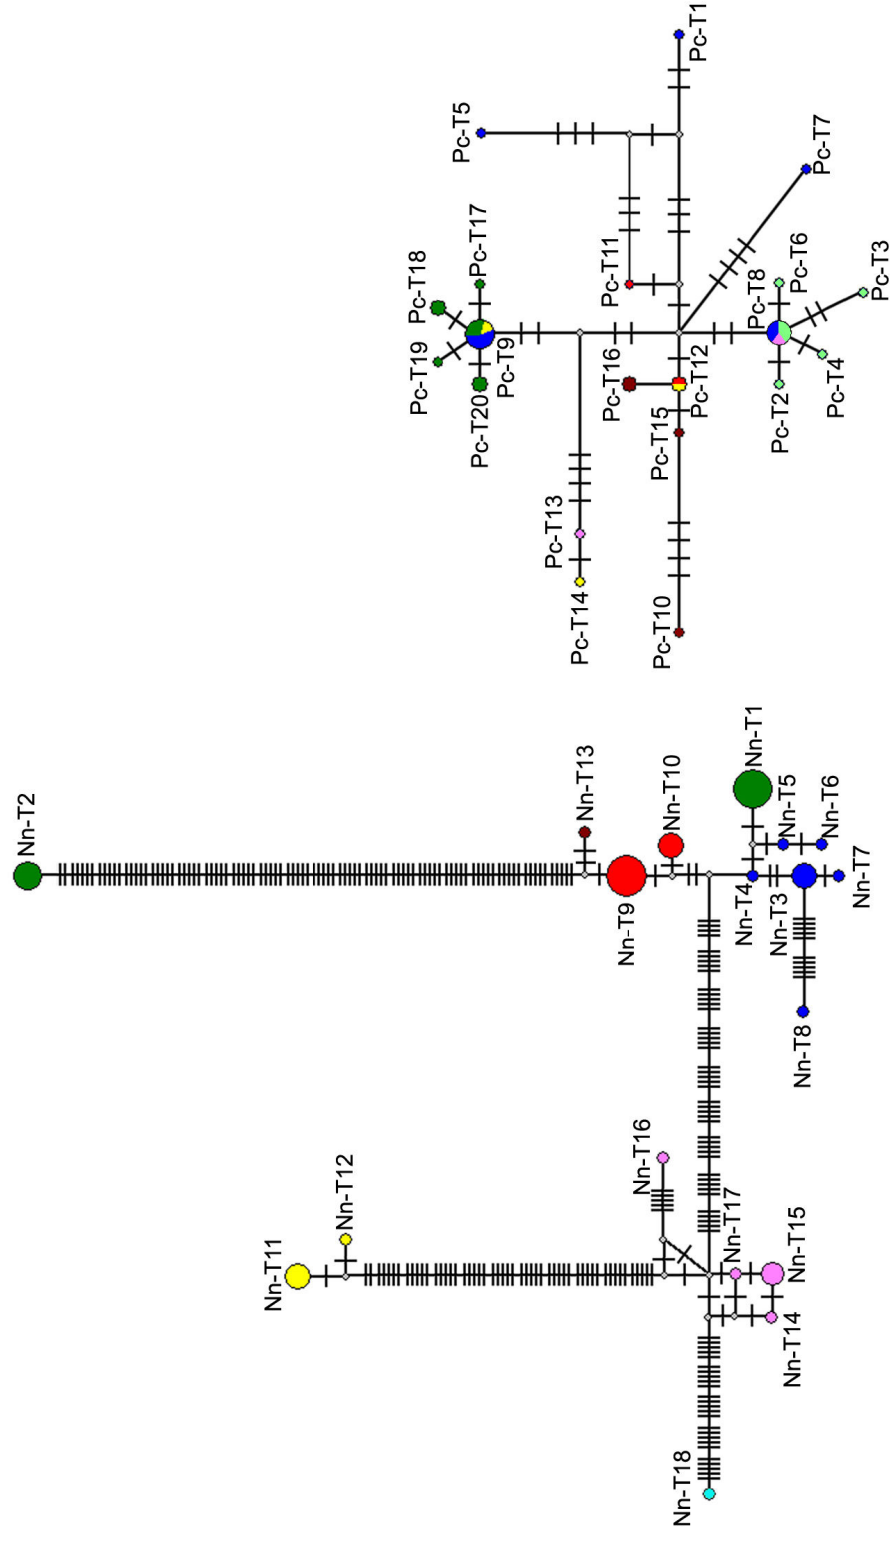 Pc-T1
Pc-T5
Pc-T7
Pc-T17
Pc-T18
Pc-T11
Pc-T6
Pc-T8
Pc-T3
Pc-T19
Pc-T9
Pc-T16
Pc-T12
Pc-T4
Pc-T20
Pc-T2
Pc-T15
Pc-T13
Pc-T14
Pc-T10
Nn-T2
Nn-T13
Nn-T10
Nn-T1
Nn-T5
Nn-T6
Nn-T9
Nn-T4
Nn-T3
Nn-T7
Nn-T8
Nn-T16
Nn-T12
Nn-T11
Nn-T17
Nn-T15
Nn-T14
Nn-T18